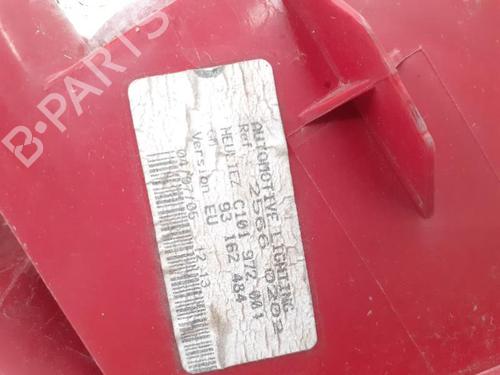 AUTOMOTIVE LIGHTING
Ref 2566 0202
HEULIEZ C101 972 001
GM 93 162 484
Version EU
04/07/05 12:13
B-PARTS